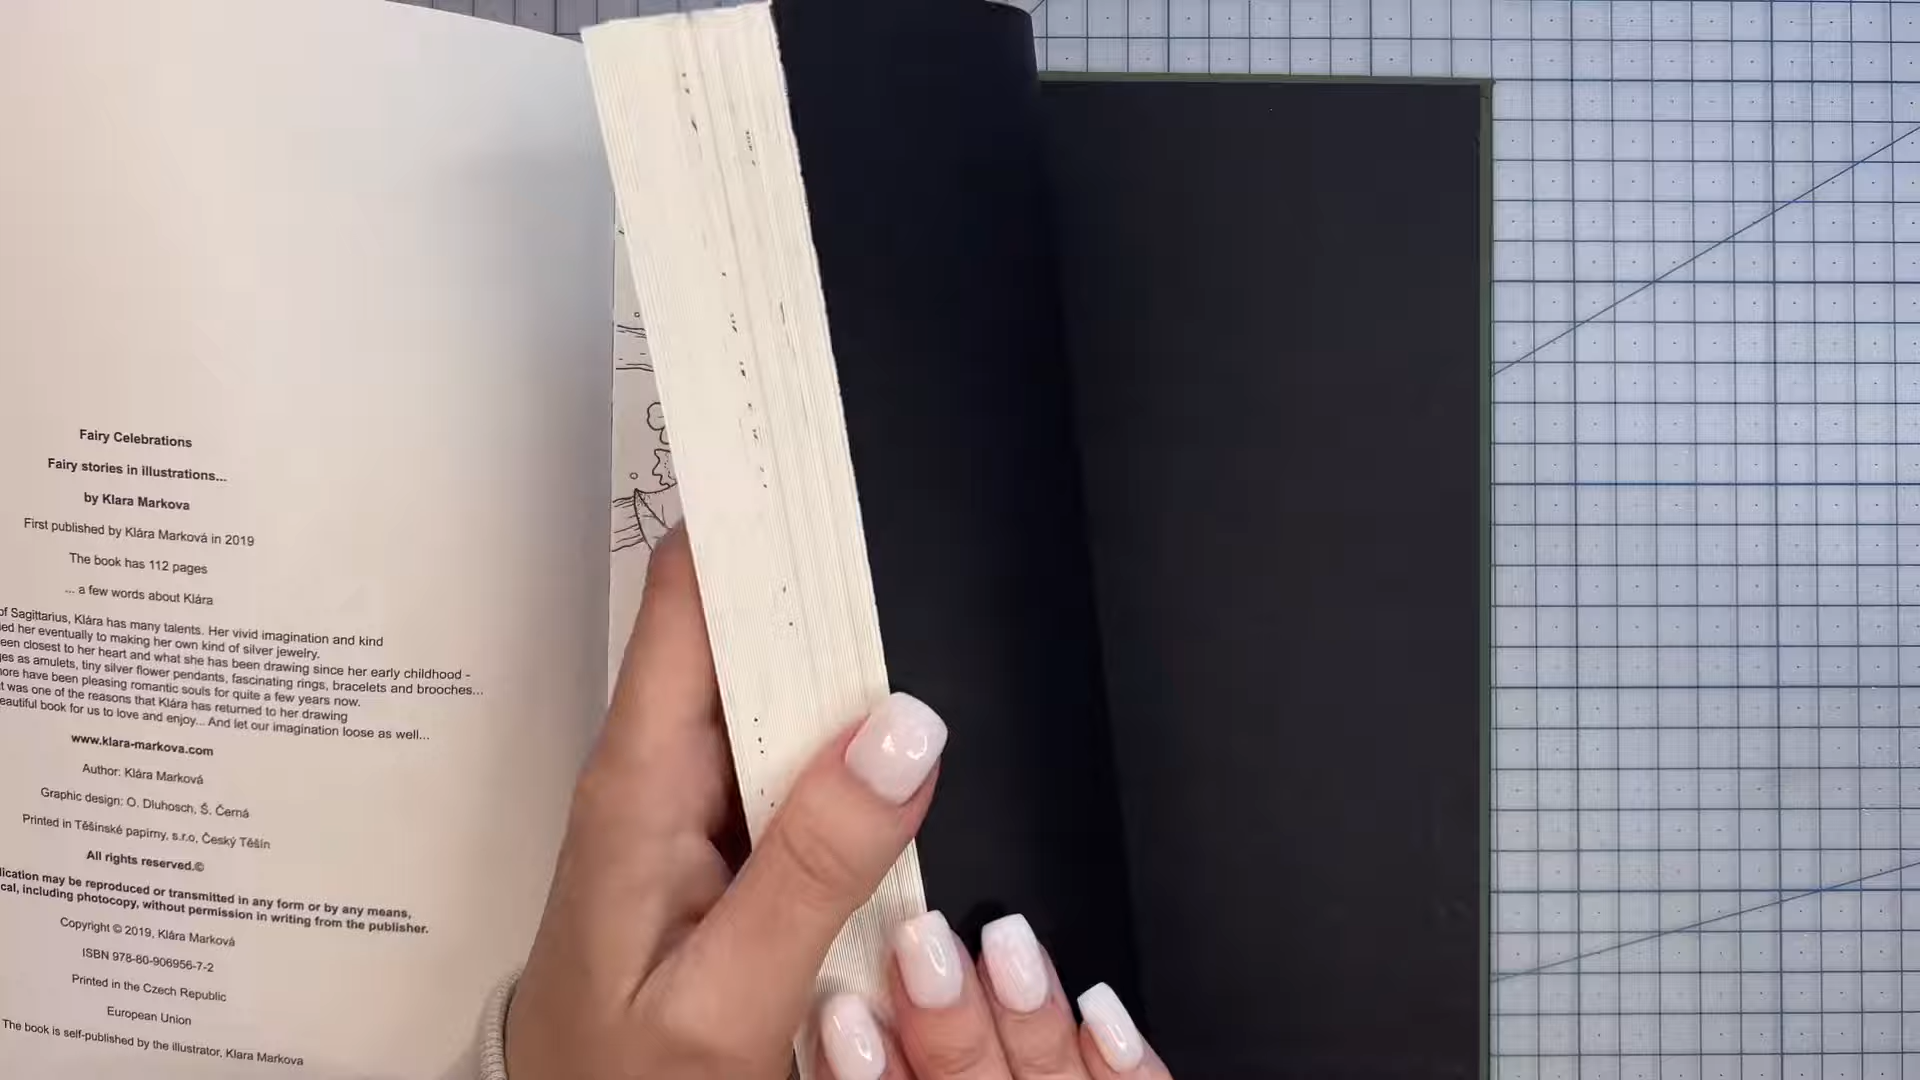 Fairy Celebrations
Fairy stories in illustrations...
by Klara Markova
First published by Klára Marková in 2019
The book has 112 pages
... a few words about Klára
of Sagittarius, Klára has many talents. Her vivid imagination and kind
her eventually to making her own kind of silver jewelry.
closest to her heart and what she has been drawing since her early childhood -
as amulets, tiny silver flower pendants, fascinating rings, bracelets and brooches...
have been pleasing romantic souls for quite a few years now.
was one of the reasons that Klára has returned to her drawing
book for us to love and enjoy... And let our imagination loose as well...
www.klara-markova.com
Author: Klára Marková
Graphic design: O. Dluhosch, Š. Černá
Printed in Těšínské papírny, s.r.o, Český Těšín
All rights reserved.©
may be reproduced or transmitted in any form or by any means,
including photocopy, without permission in writing from the publisher.
Copyright © 2019, Klára Marková
ISBN 978-80-906956-7-2
Printed in the Czech Republic
European Union
The book is self-published by the illustrator, Klara Markova